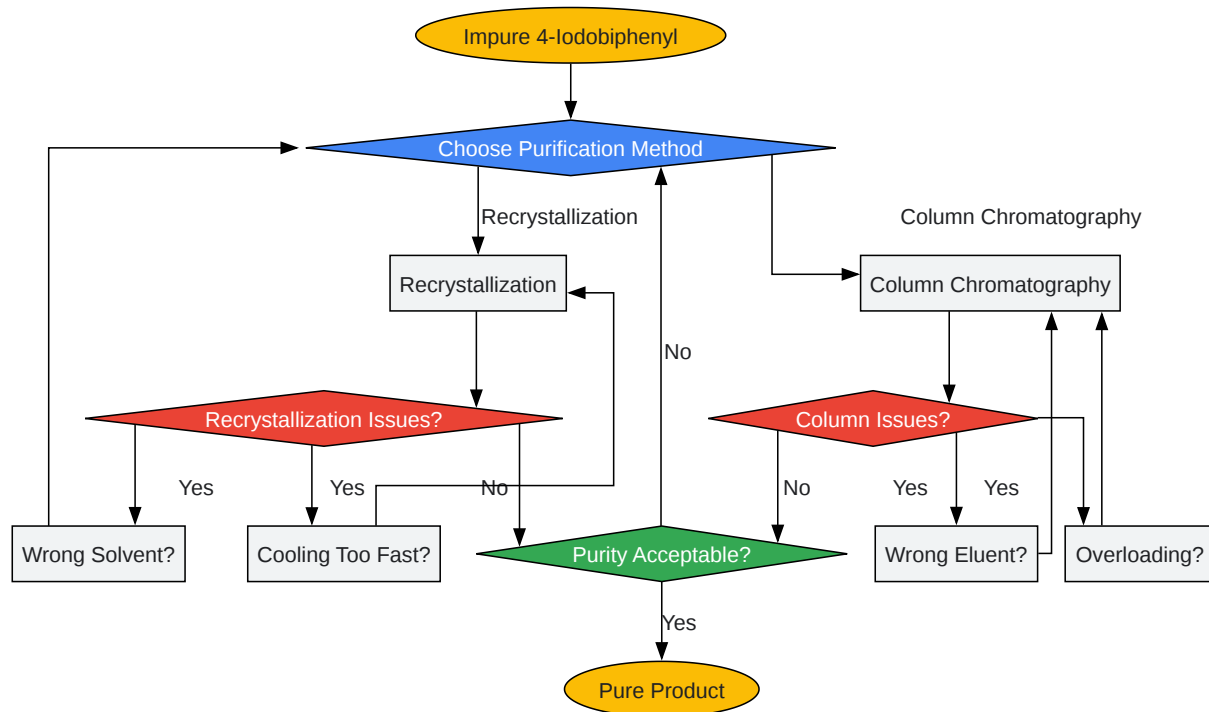 Impure 4-Iodobiphenyl
Choose Purification Method
Recrystallization
Column Chromatography
Recrystallization
Column Chromatography
No
Recrystallization Issues?
Column Issues?
Yes
Yes
No
No
Yes
Yes
Wrong Solvent?
Cooling Too Fast?
Purity Acceptable?
Wrong Eluent?
Overloading?
Yes
Pure Product